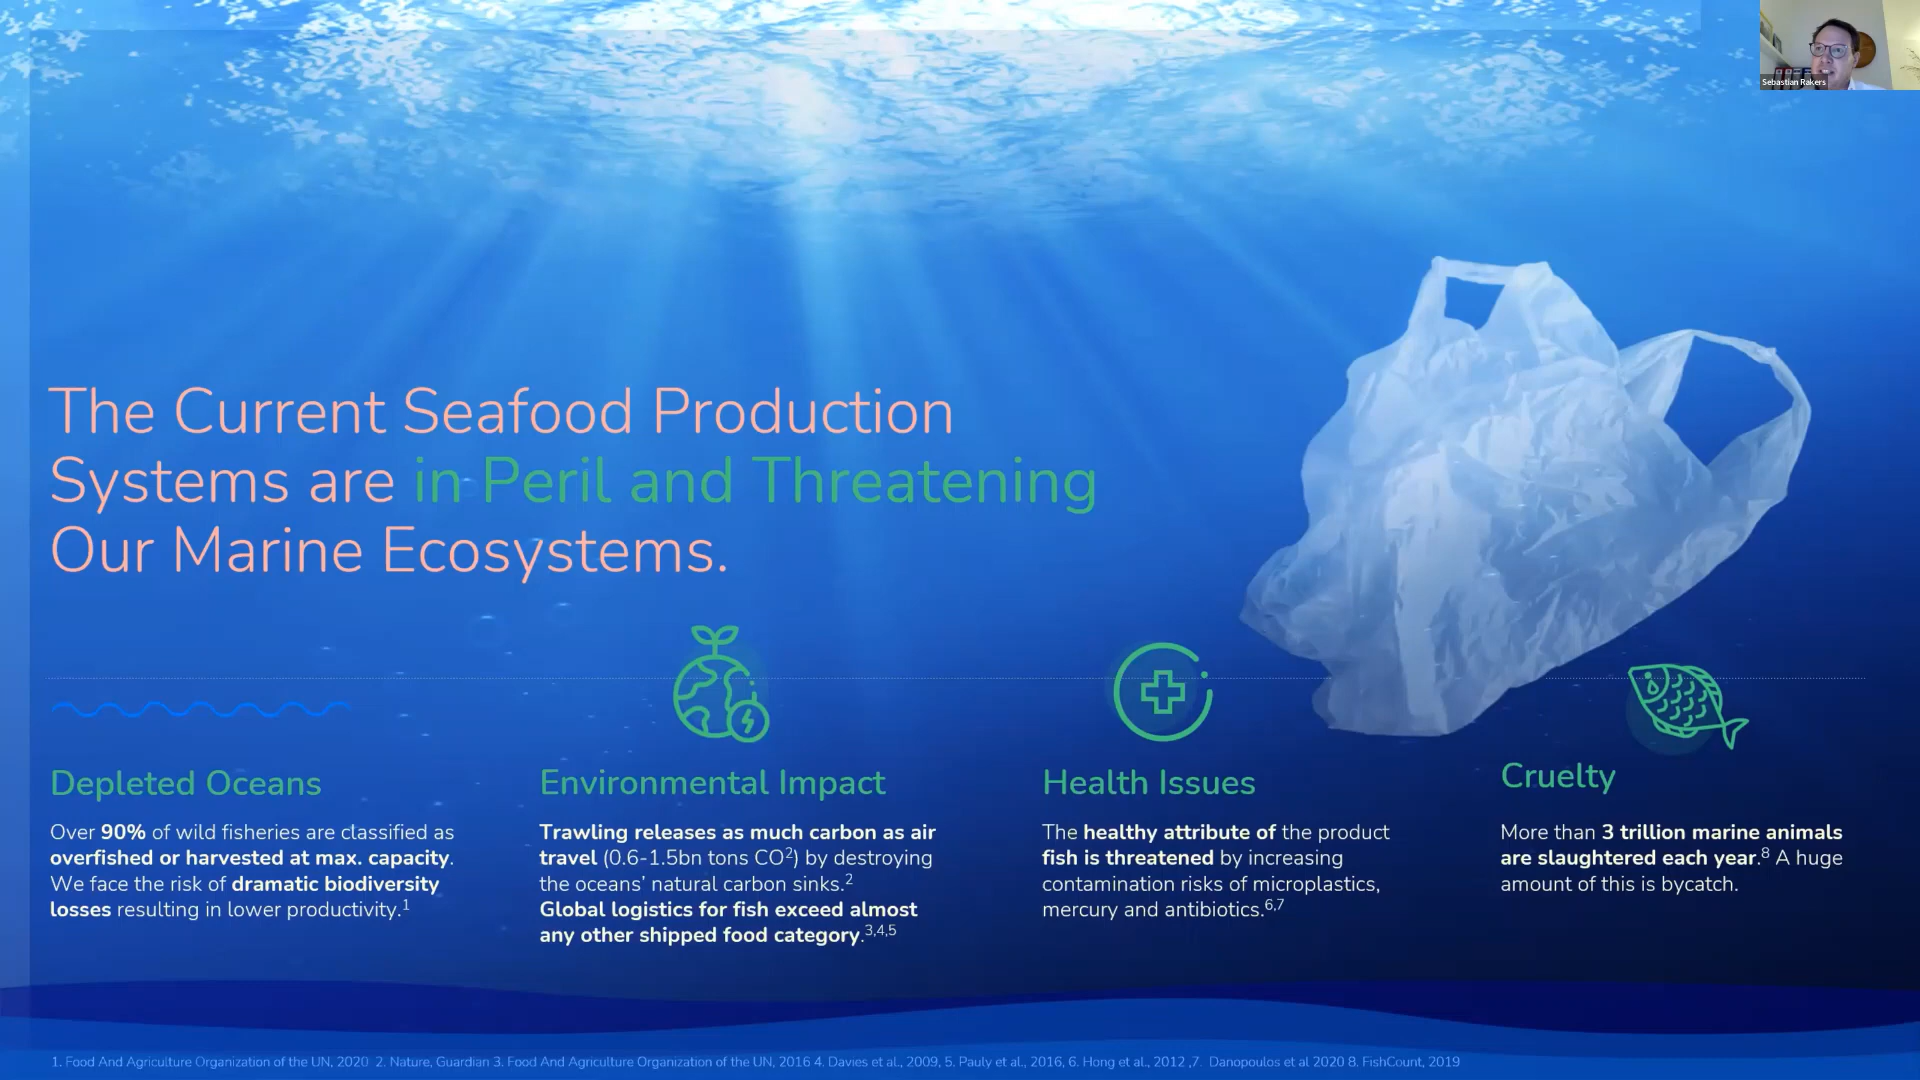 Sebastian Rakers
The Current Seafood Production
Systems are in Peril and Threatening
Our Marine Ecosystems.
Depleted Oceans
Over 90% of wild fisheries are classified as
overfished or harvested at max. capacity.
We face the risk of dramatic biodiversity
losses resulting in lower productivity.1
Environmental Impact
Trawling releases as much carbon as air
travel (0.6-1.5bn tons CO2) by destroying
the oceans' natural carbon sinks.2
Global logistics for fish exceed almost
any other shipped food category.3,4,5
Health Issues
The healthy attribute of the product
fish is threatened by increasing
contamination risks of microplastics,
mercury and antibiotics.6,7
Cruelty
More than 3 trillion marine animals
are slaughtered each year.8 A huge
amount of this is bycatch.
1. Food And Agriculture Organization of the UN, 2020 2. Nature, Guardian 3. Food And Agriculture Organization of the UN, 2016 4. Davies et al., 2009, 5. Pauly et al., 2016, 6. Hong et al., 2012 ,7. Danopoulos et al 2020 8. FishCount, 2019